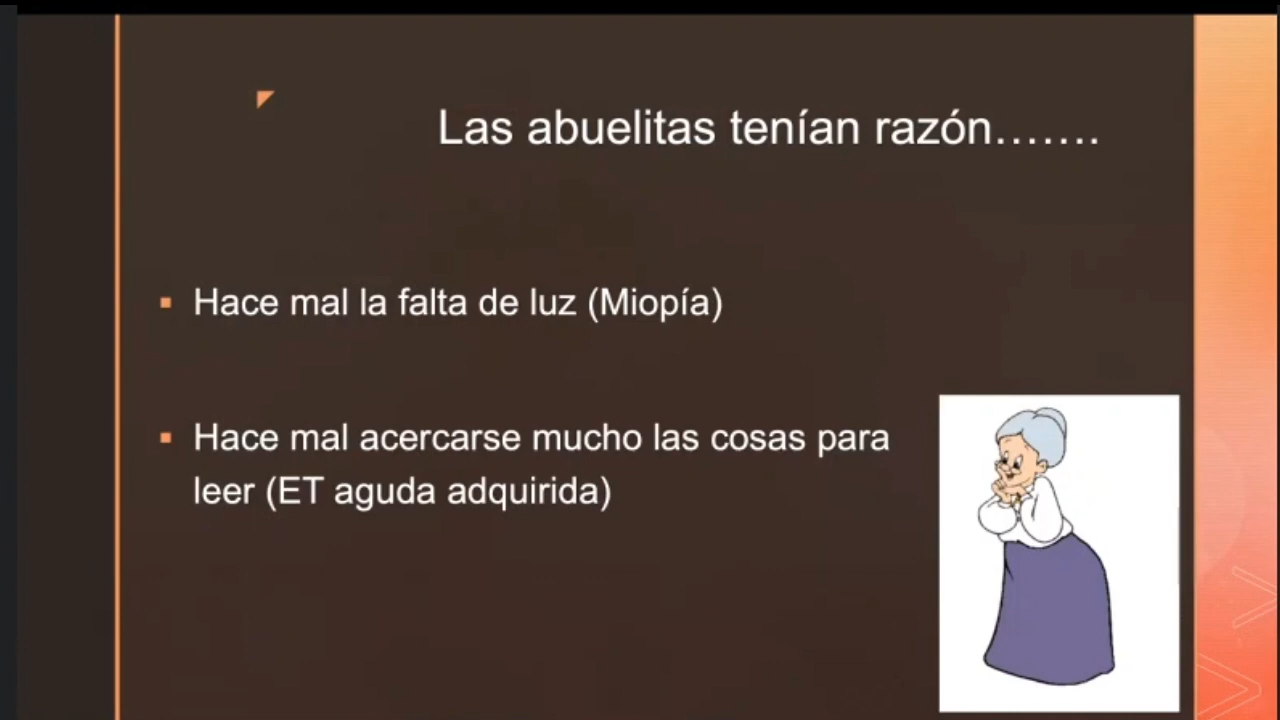 Las abuelitas tenían razón.......
▪ Hace mal la falta de luz (Miopía)
▪ Hace mal acercarse mucho las cosas para
leer (ET aguda adquirida)